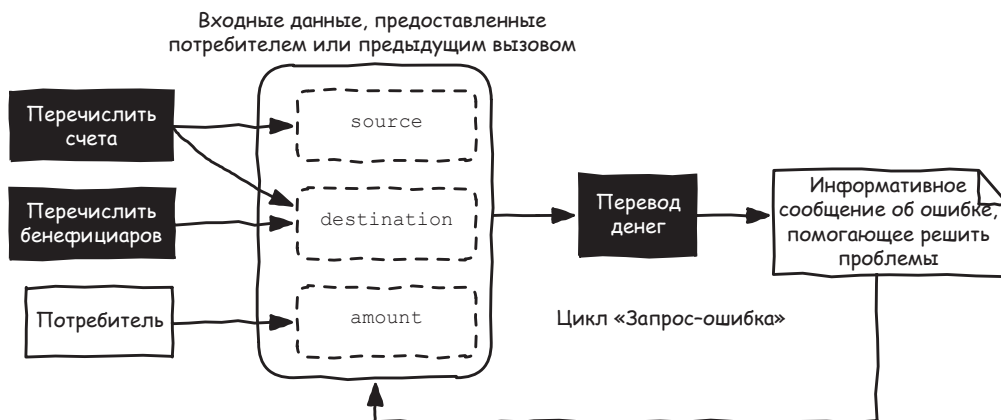 Входные данные, предоставленные
потребителем или предыдущим вызовом
Перечислить
счета
source
Перечислить
бенефициаров
destination
Потребитель
amount
Перевод
денег
Информативное
сообщение об ошибке,
помогающее решить
проблемы
Цикл «Запрос–ошибка»